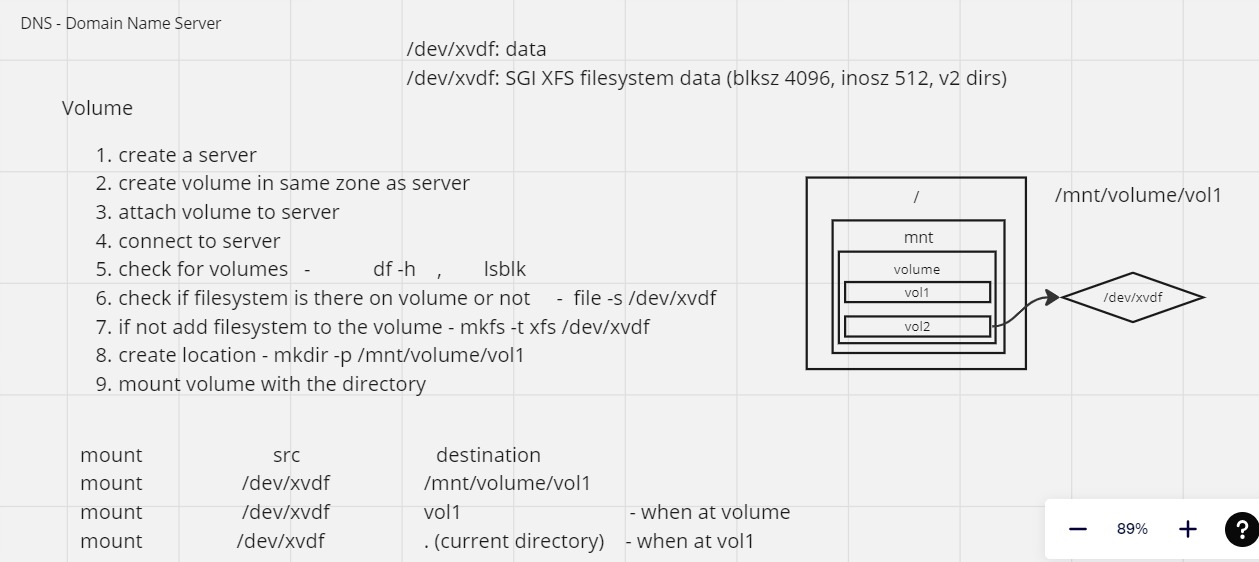 DNS - Domain Name Server
/dev/xvdf: data
/dev/xvdf: SGI XFS filesystem data (blksz 4096, inosz 512, v2 dirs)
Volume
1. create a server
2. create volume in same zone as server
3. attach volume to server
4. connect to server
5. check for volumes - df -h , lsblk
6. check if filesystem is there on volume or not - file -s /dev/xvdf
7. if not add filesystem to the volume - mkfs -t xfs /dev/xvdf
8. create location - mkdir -p /mnt/volume/vol1
9. mount volume with the directory
/
mnt
volume
vol1
vol2
/mnt/volume/vol1
/dev/xvdf
mount src destination
mount /dev/xvdf /mnt/volume/vol1
mount /dev/xvdf vol1 - when at volume
mount /dev/xvdf . (current directory) - when at vol1
− 89% + ?